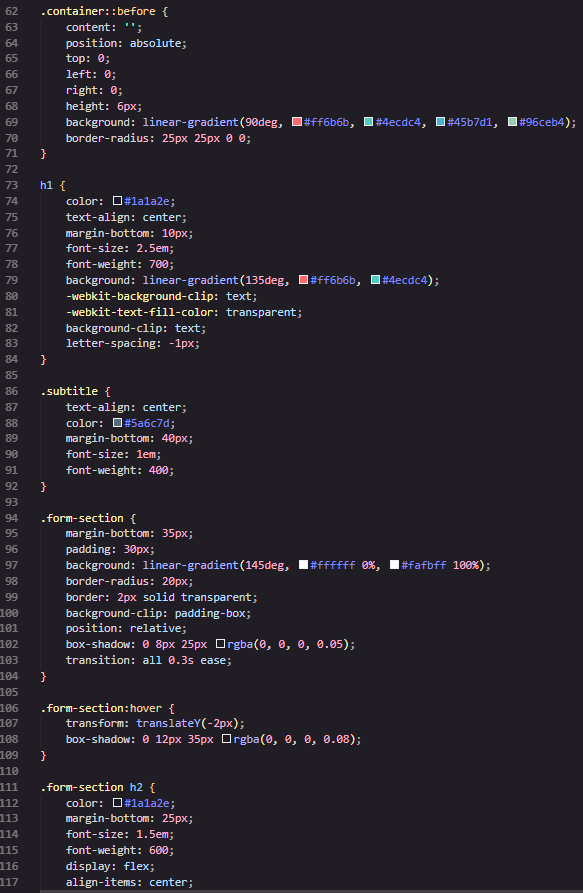 62 .container::before {
63 content: '';
64 position: absolute;
65 top: 0;
66 left: 0;
67 right: 0;
68 height: 6px;
69 background: linear-gradient(90deg, #ff6b6b, #4ecdc4, #45b7d1, #96ceb4);
70 border-radius: 25px 25px 0 0;
71 }
72
73 h1 {
74 color: #1a1a2e;
75 text-align: center;
76 margin-bottom: 10px;
77 font-size: 2.5em;
78 font-weight: 700;
79 background: linear-gradient(135deg, #ff6b6b, #4ecdc4);
80 -webkit-background-clip: text;
81 -webkit-text-fill-color: transparent;
82 background-clip: text;
83 letter-spacing: -1px;
84 }
85
86 .subtitle {
87 text-align: center;
88 color: #5a6c7d;
89 margin-bottom: 40px;
90 font-size: 1em;
91 font-weight: 400;
92 }
93
94 .form-section {
95 margin-bottom: 35px;
96 padding: 30px;
97 background: linear-gradient(145deg, #ffffff 0%, #fafbff 100%);
98 border-radius: 20px;
99 border: 2px solid transparent;
100 background-clip: padding-box;
101 position: relative;
102 box-shadow: 0 8px 25px rgba(0, 0, 0, 0.05);
103 transition: all 0.3s ease;
104 }
105
106 .form-section:hover {
107 transform: translateY(-2px);
108 box-shadow: 0 12px 35px rgba(0, 0, 0, 0.08);
109 }
110
111 .form-section h2 {
112 color: #1a1a2e;
113 margin-bottom: 25px;
114 font-size: 1.5em;
115 font-weight: 600;
116 display: flex;
117 align-items: center;